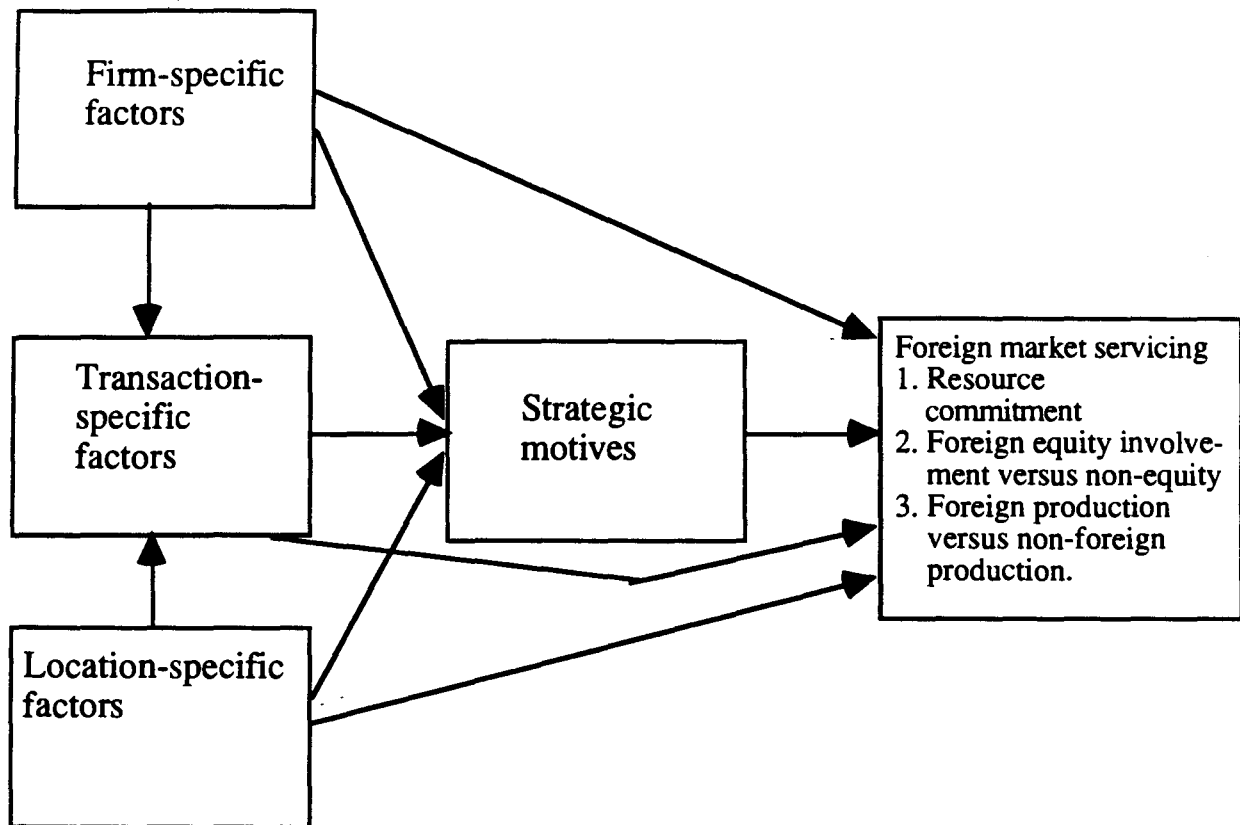 Firm-specific
factors
Transaction-
specific
factors
Strategic
motives
Foreign market servicing
1. Resource
commitment
2. Foreign equity involve-
ment versus non-equity
3. Foreign production
versus non-foreign
production.
Location-specific
factors